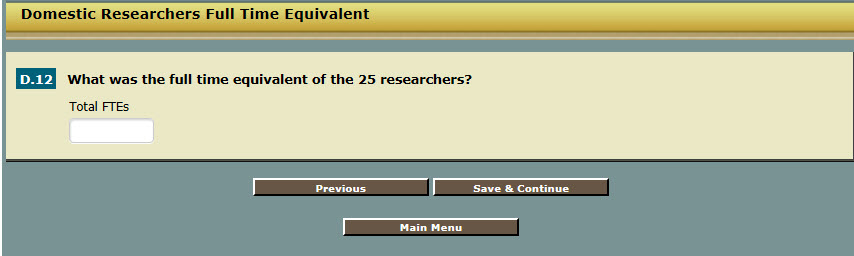 Domestic Researchers Full Time Equivalent
D.12 What was the full time equivalent of the 25 researchers?
Total FTEs
Previous Save & Continue
Main Menu